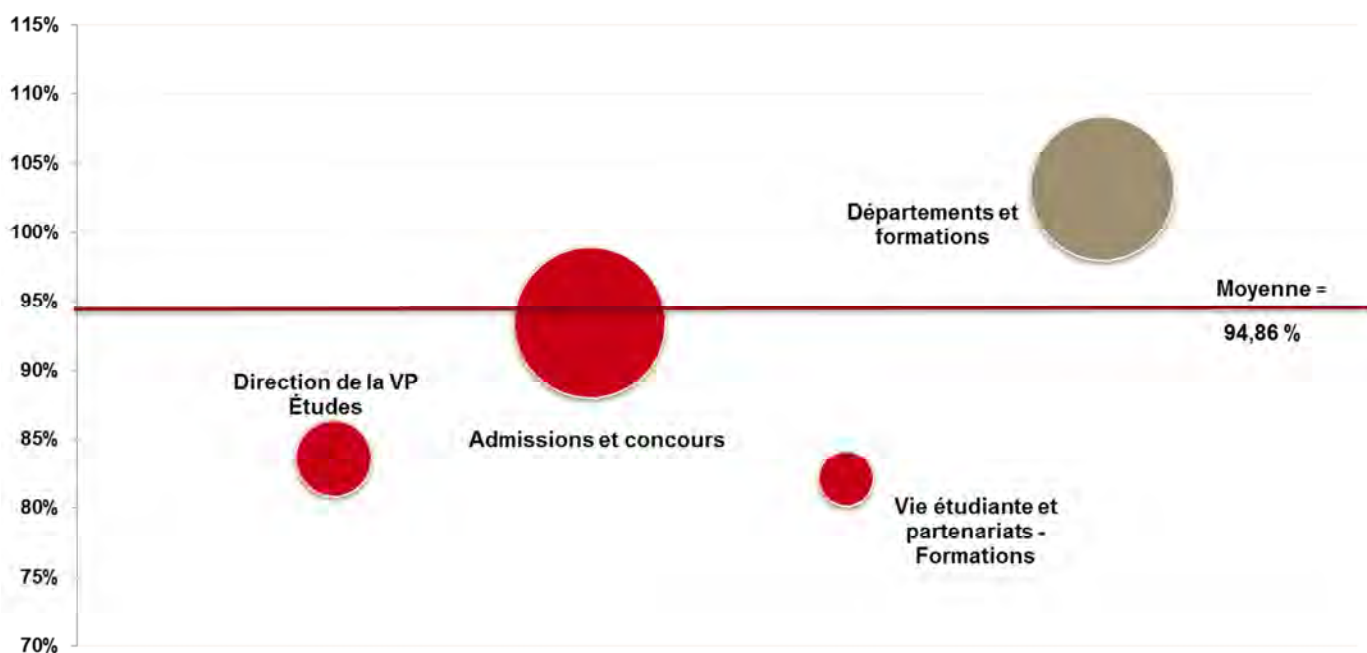 115%
110%
105%
100%
95%
90%
85%
80%
75%
70%
Départements et
formations
Moyenne =
94,86 %
Direction de la VP
Études
Admissions et concours
Vie étudiante et
partenariats -
Formations